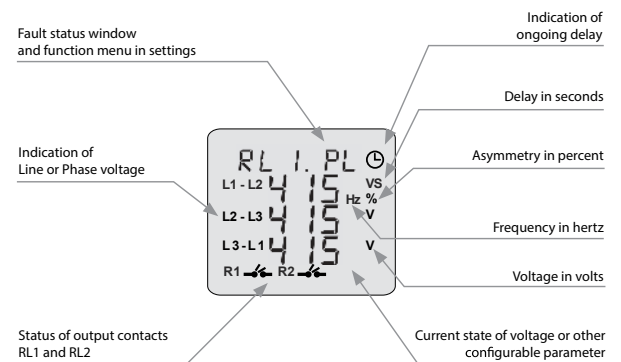 Fault status window
and function menu in settings
Indication of
ongoing delay
Delay in seconds
Indication of
Line or Phase voltage
Asymmetry in percent
RL 1. PL
L1 - L2 415 VS
Hz %
L2 - L3 415 V
L3 - L1 415 V
R1 R2
Frequency in hertz
Voltage in volts
Status of output contacts
RL1 and RL2
Current state of voltage or other
configurable parameter